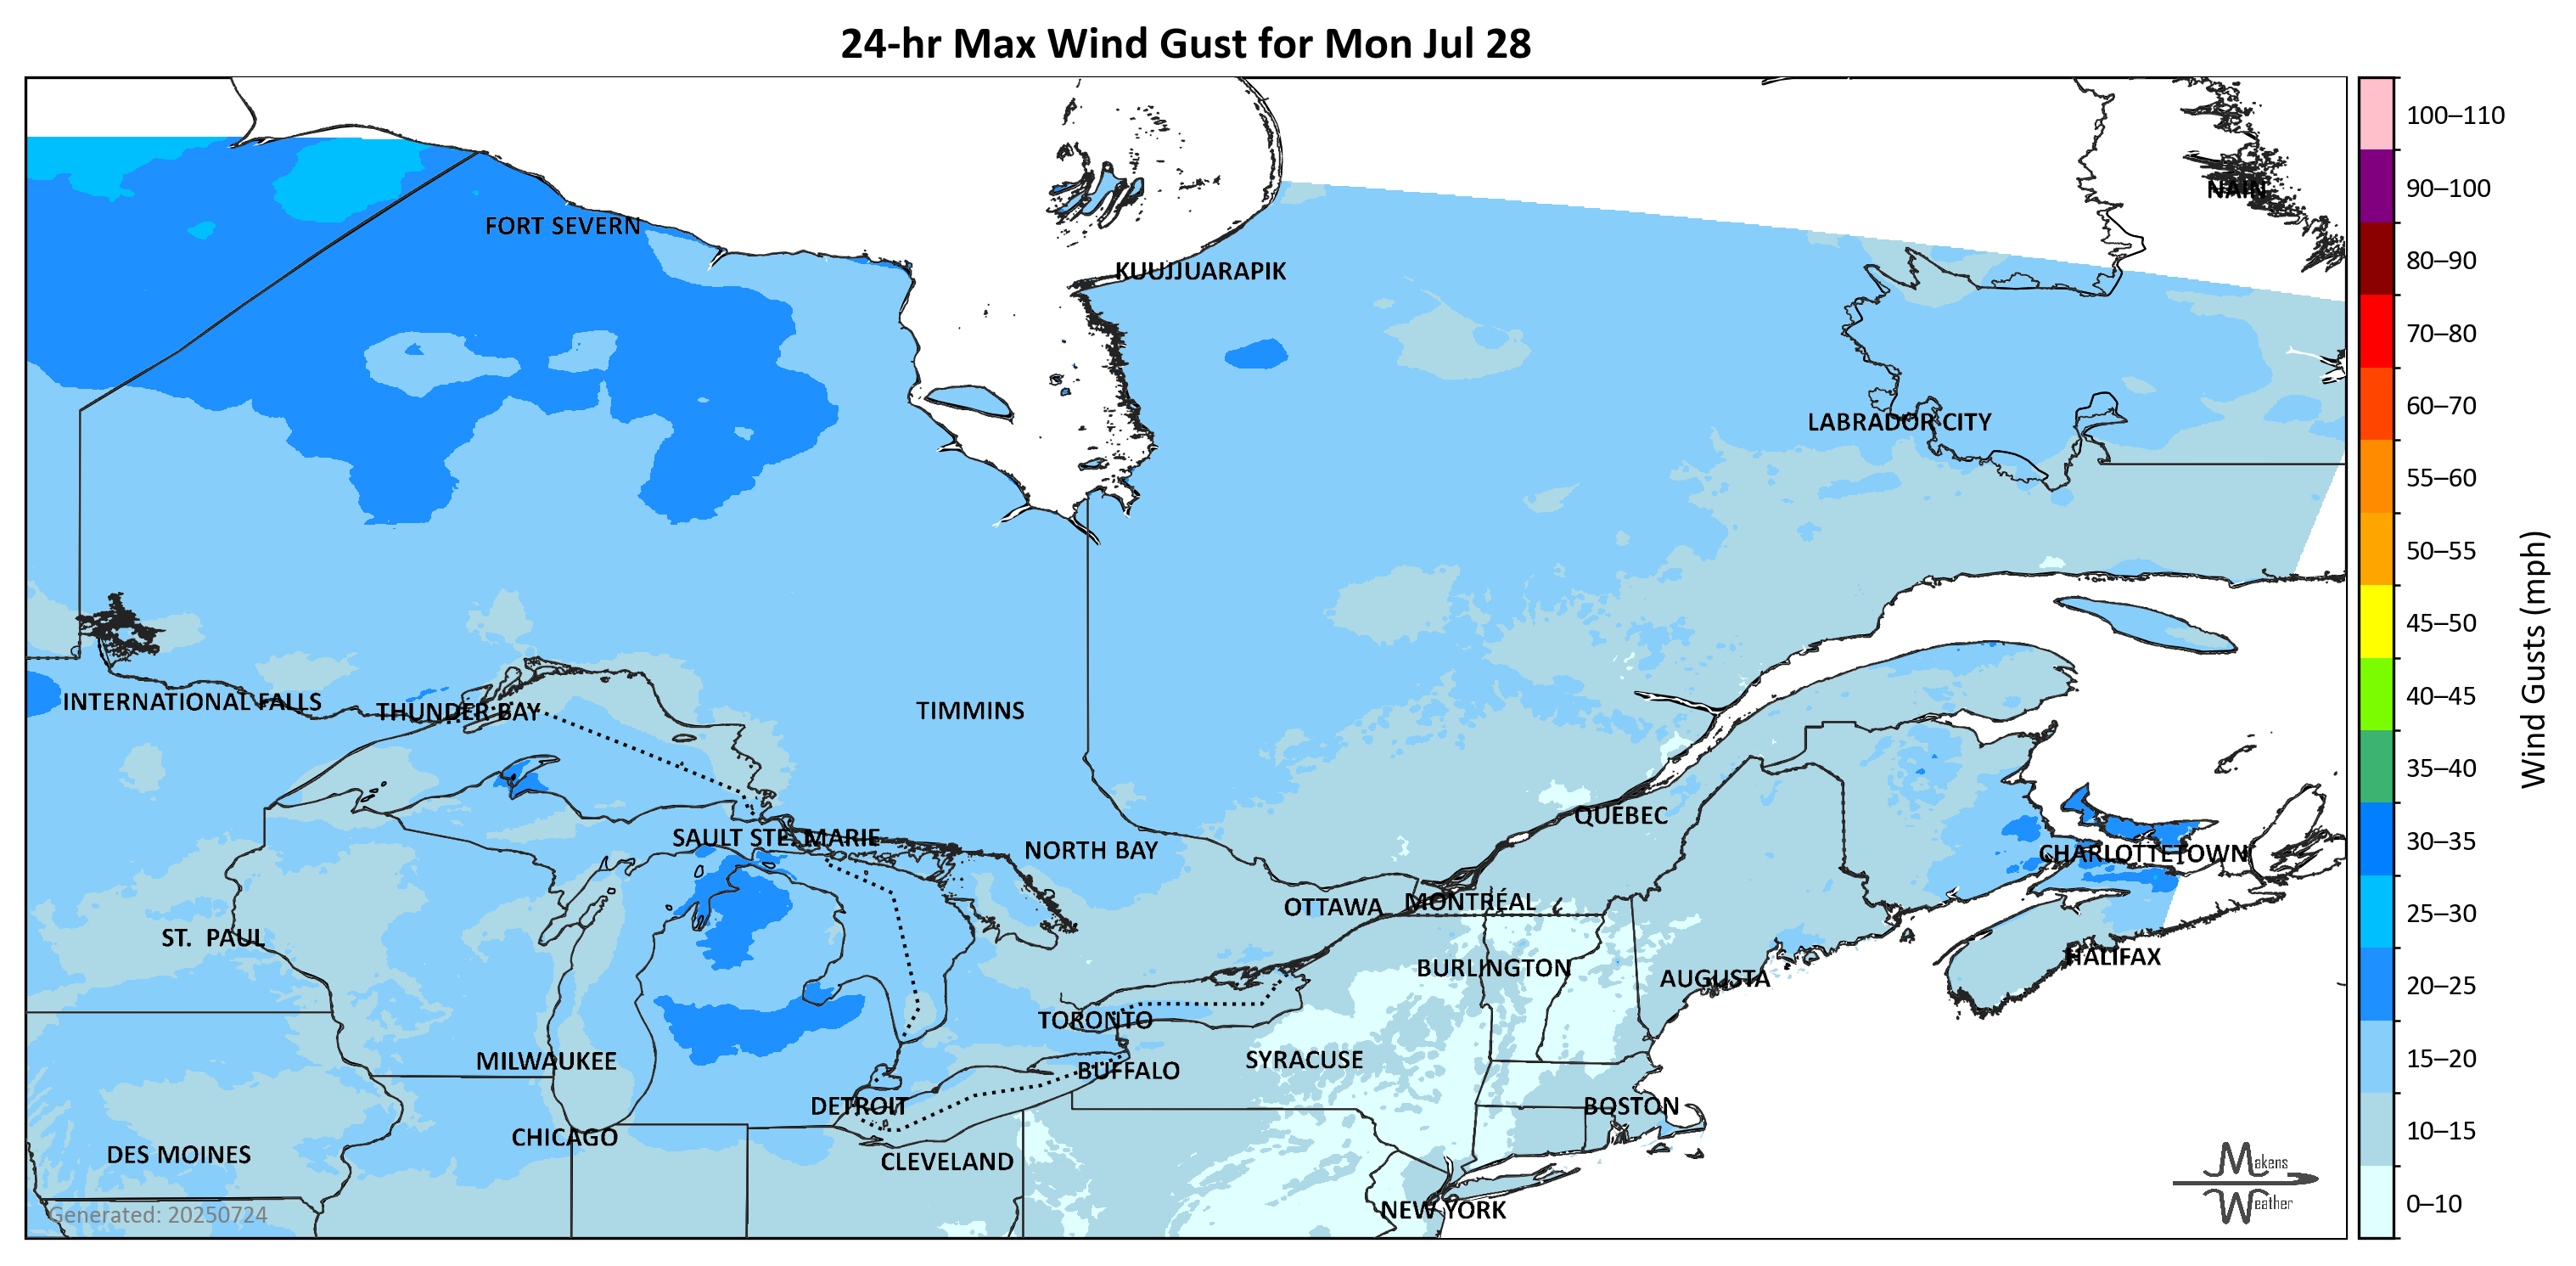 24-hr Max Wind Gust for Mon Jul 28
100–110
90–100
NAIN
FORT SEVERN
80–90
KUUJJUARAPIK
70–80
60–70
LABRADOR CITY
55–60
50–55
45–50
Wind Gusts (mph)
INTERNATIONAL FALLS
THUNDER BAY
TIMMINS
40–45
35–40
QUEBEC
SAULT STE. MARIE
30–35
NORTH BAY
CHARLOTTETOWN
OTTAWA
MONTRÉAL
25–30
ST. PAUL
HALIFAX
BURLINGTON
AUGUSTA
20–25
TORONTO
MILWAUKEE
SYRACUSE
15–20
BUFFALO
DETROIT
BOSTON
10–15
CHICAGO
DES MOINES
CLEVELAND
Makens
Weather
NEW YORK
0–10
Generated: 20250724